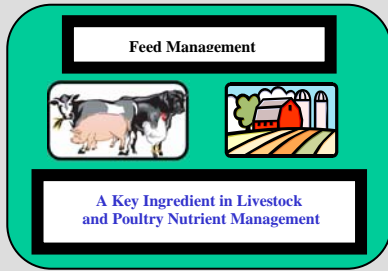 Feed Management
A Key Ingredient in Livestock
and Poultry Nutrient Management